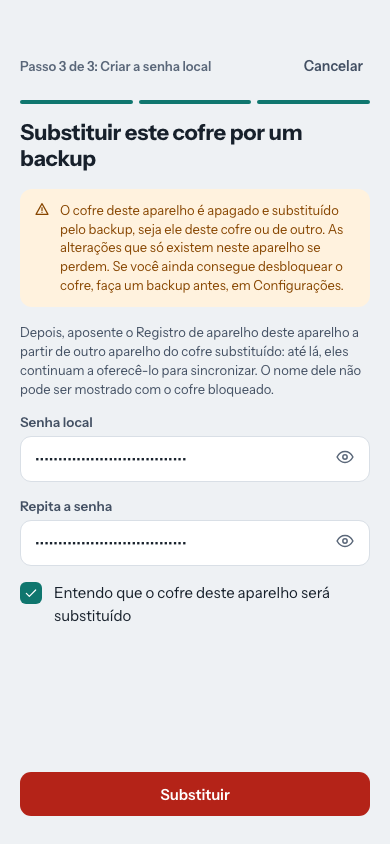 Passo 3 de 3: Criar a senha local
Cancelar
Substituir este cofre por um
backup
O cofre deste aparelho é apagado e substituído
pelo backup, seja ele deste cofre ou de outro. As
alterações que só existem neste aparelho se
perdem. Se você ainda consegue desbloquear o
cofre, faça um backup antes, em Configurações.
Depois, aposente o Registro de aparelho deste aparelho a
partir de outro aparelho do cofre substituído: até lá, eles
continuam a oferecê-lo para sincronizar. O nome dele não
pode ser mostrado com o cofre bloqueado.
Senha local
Repita a senha
Entendo que o cofre deste aparelho será
substituído
Substituir